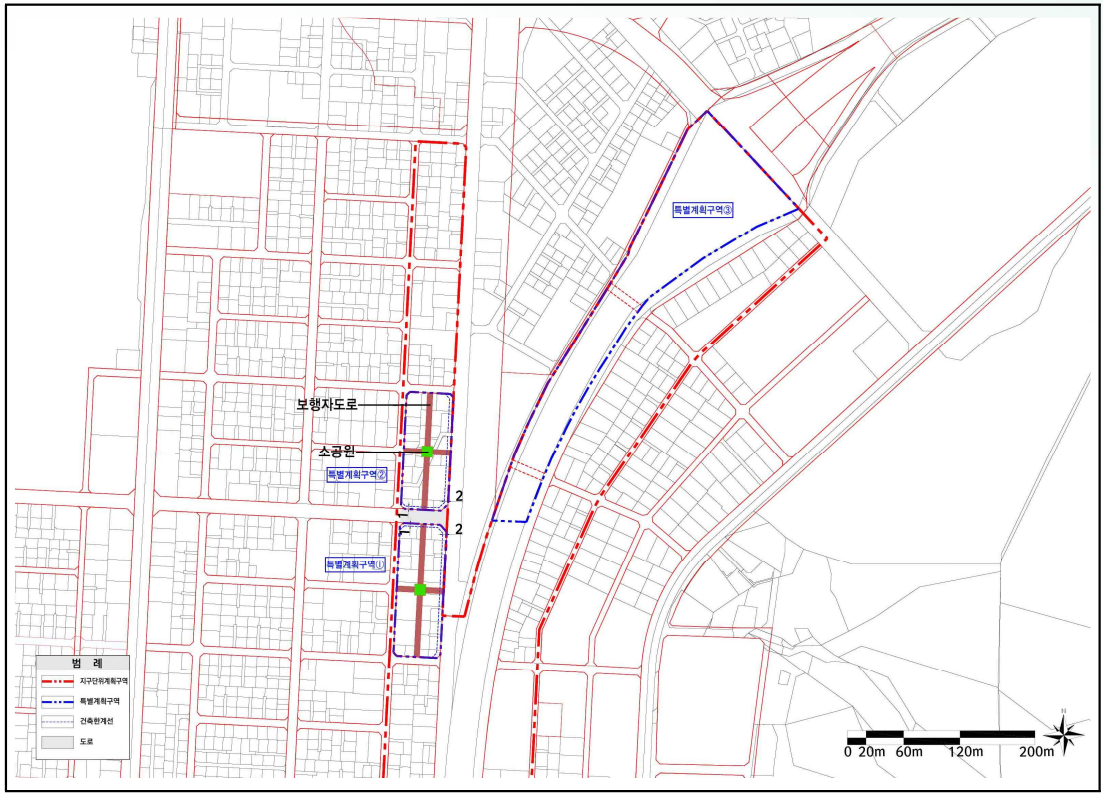 특별계획구역③
보행자도로
소공원
특별계획구역②
2
1
1
2
특별계획구역①
범 례
지구단위계획구역
특별계획구역
건축한계선
도로
N
0 20m 60m 120m 200m